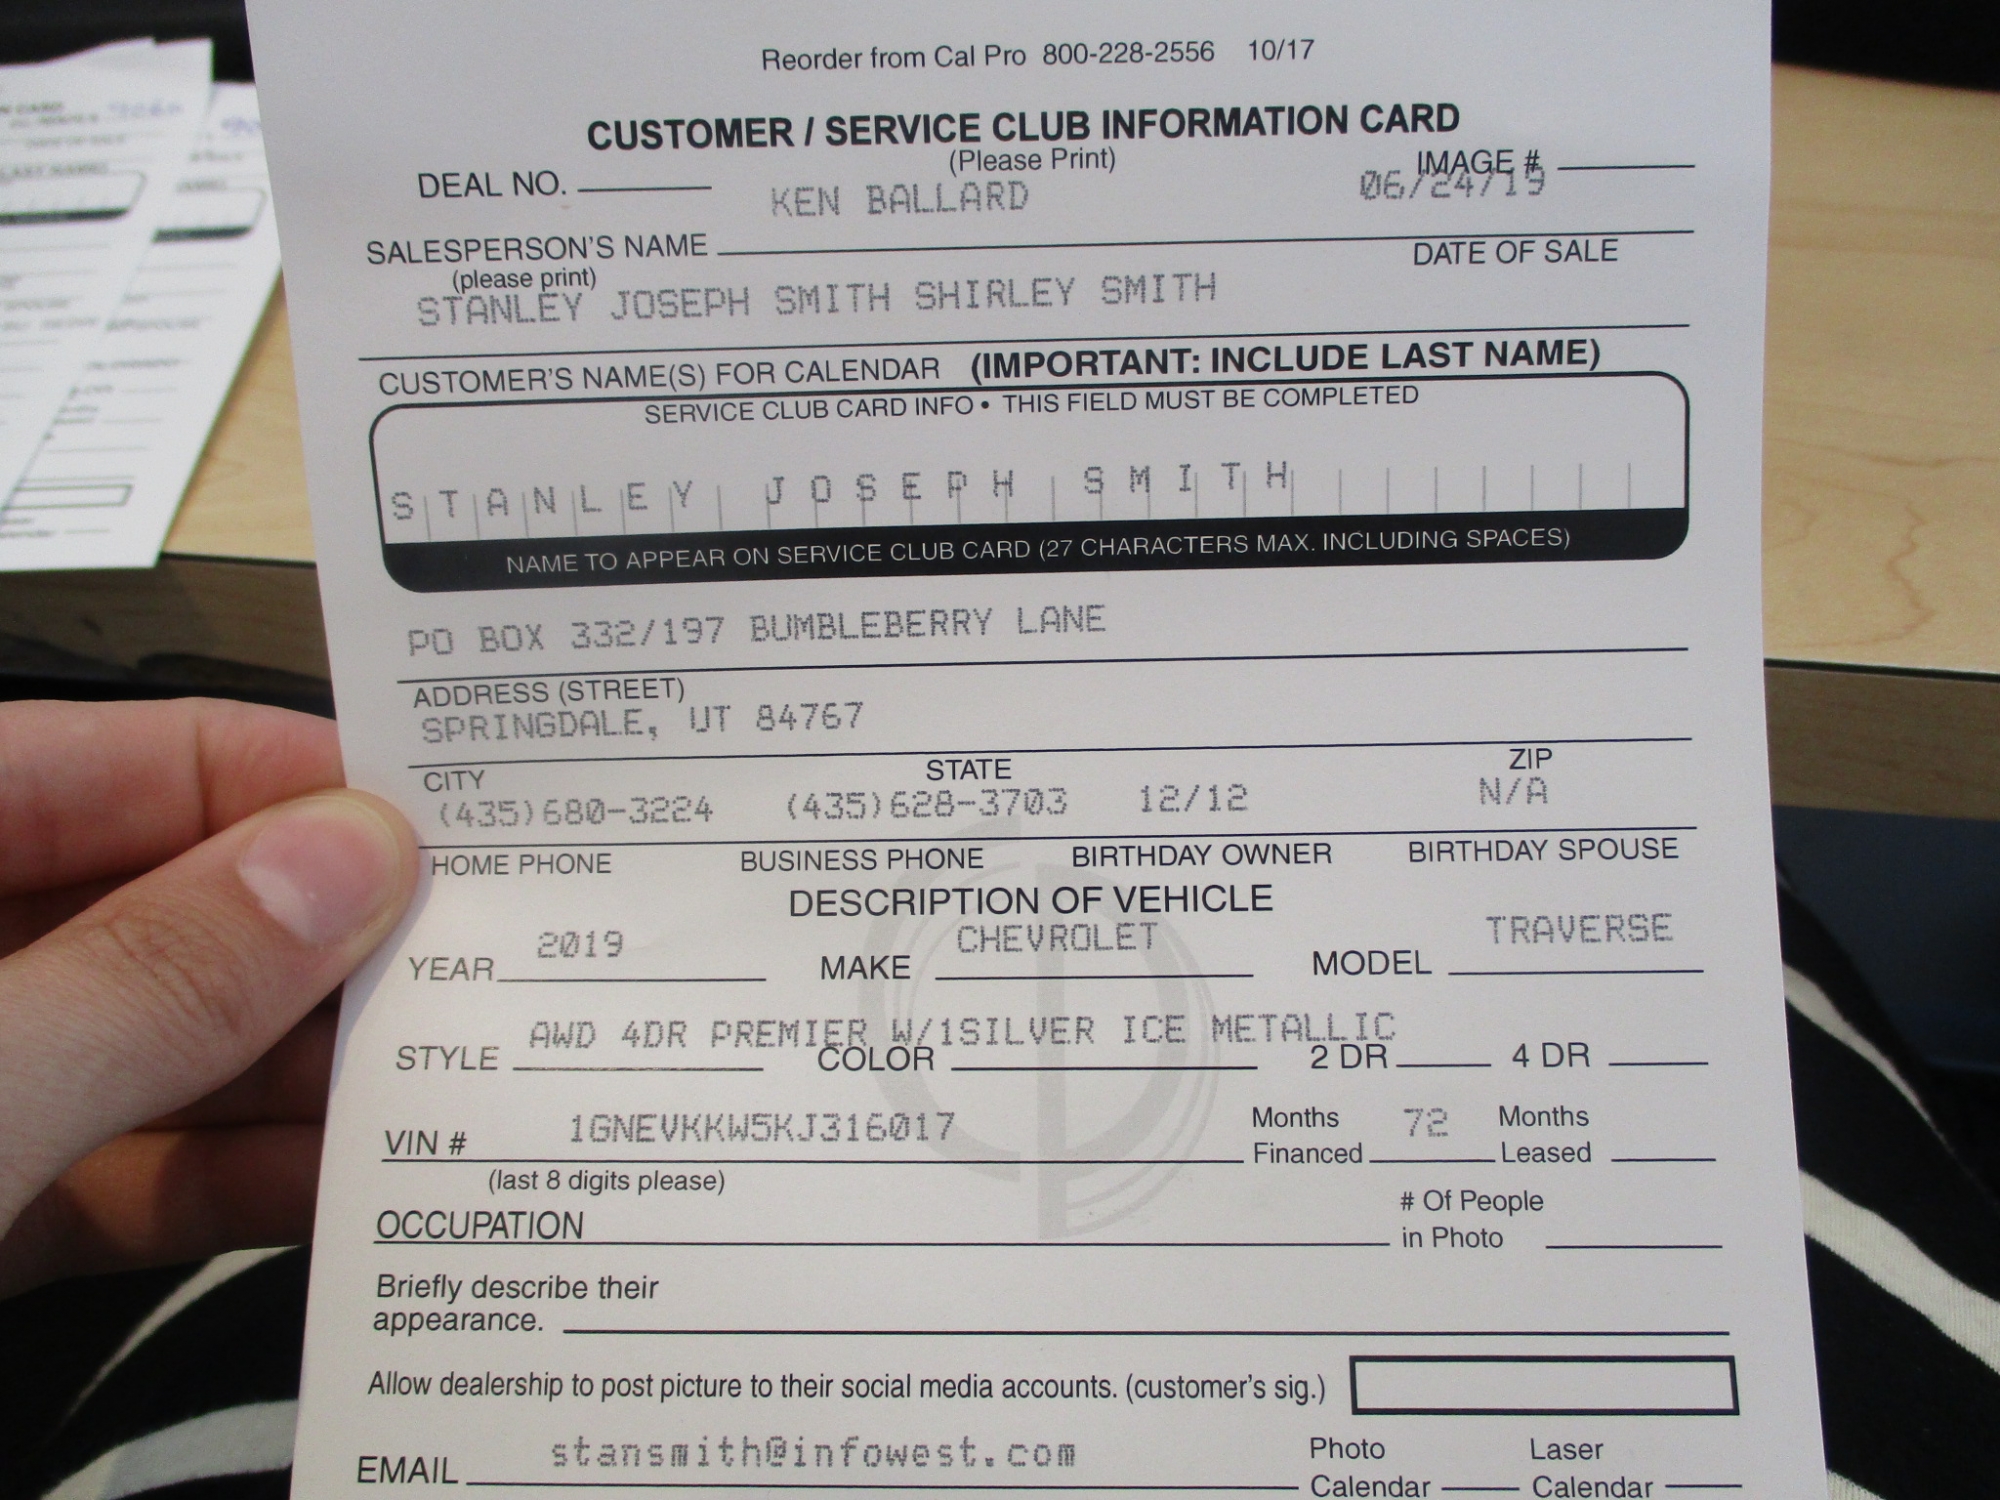 Reorder from Cal Pro 800-228-2556 10/17
CUSTOMER / SERVICE CLUB INFORMATION CARD
(Please Print)
DEAL NO. IMAGE #
KEN BALLARD 06/24/19
SALESPERSON'S NAME DATE OF SALE
(please print)
STANLEY JOSEPH SMITH SHIRLEY SMITH
CUSTOMER'S NAME(S) FOR CALENDAR (IMPORTANT: INCLUDE LAST NAME)
SERVICE CLUB CARD INFO • THIS FIELD MUST BE COMPLETED
STANLEY JOSEPH SMITH
NAME TO APPEAR ON SERVICE CLUB CARD (27 CHARACTERS MAX. INCLUDING SPACES)
PO BOX 332/197 BUMBLEBERRY LANE
ADDRESS (STREET)
SPRINGDALE, UT 84767
CITY STATE ZIP
(435)680-3224 (435)628-3703 12/12 N/A
HOME PHONE BUSINESS PHONE BIRTHDAY OWNER BIRTHDAY SPOUSE
DESCRIPTION OF VEHICLE
YEAR 2019 MAKE CHEVROLET MODEL TRAVERSE
AWD 4DR PREMIER W/1SILVER ICE METALLIC
STYLE COLOR 2 DR 4 DR
VIN # 1GNEVKKW5KJ316017 Months Financed 72 Months Leased
(last 8 digits please)
OCCUPATION # Of People in Photo
Briefly describe their
appearance.
Allow dealership to post picture to their social media accounts. (customer's sig.)
EMAIL stansmith@infowest.com Photo Calendar Laser Calendar